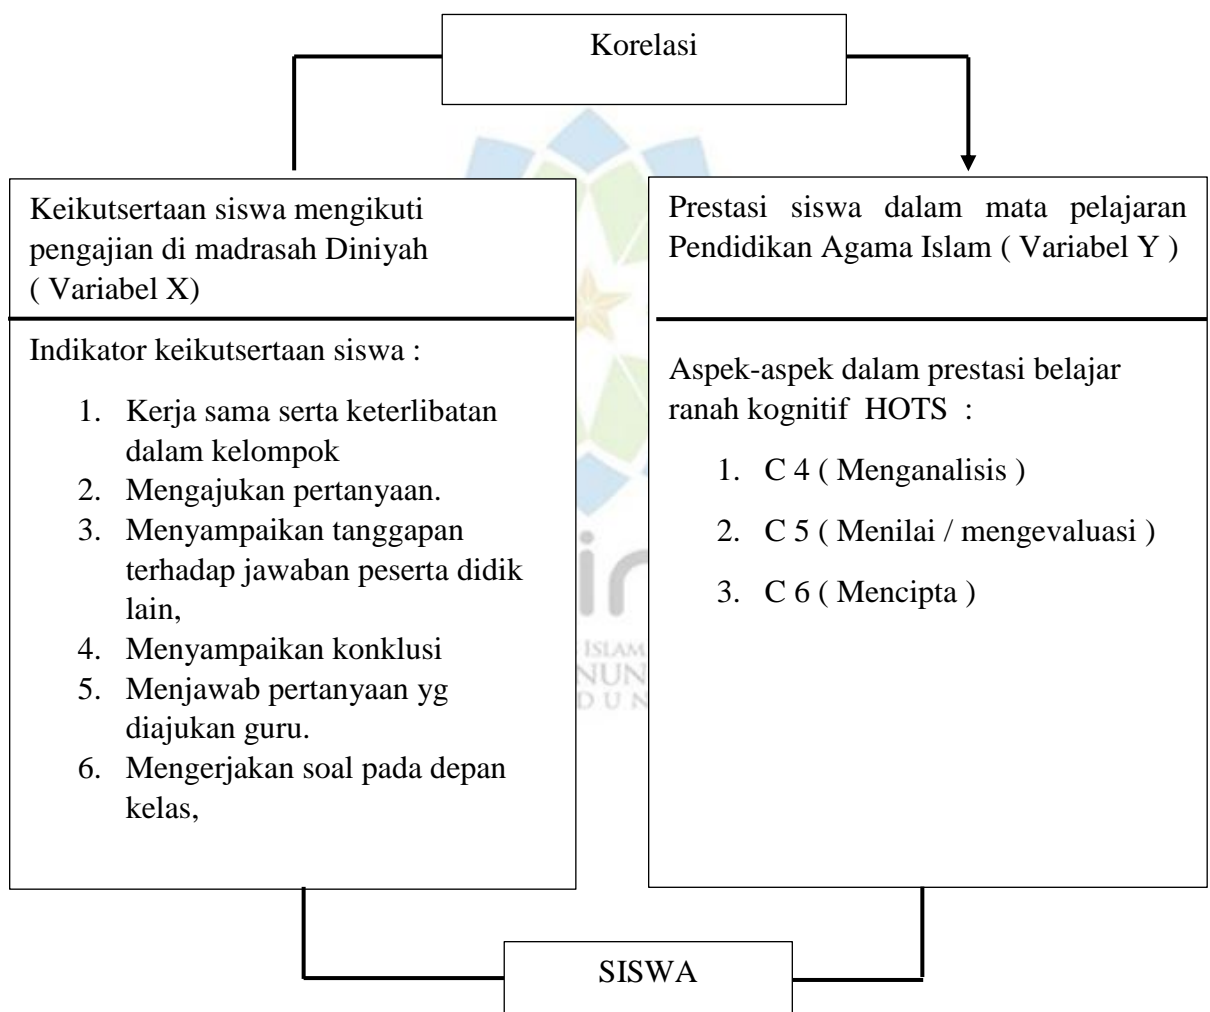 Korelasi
Keikutsertaan siswa mengikuti
pengajian di madrasah Diniyah
( Variabel X)
Indikator keikutsertaan siswa :
1. Kerja sama serta keterlibatan
dalam kelompok
2. Mengajukan pertanyaan.
3. Menyampaikan tanggapan
terhadap jawaban peserta didik
lain,
4. Menyampaikan konklusi
5. Menjawab pertanyaan yg
diajukan guru.
6. Mengerjakan soal pada depan
kelas,
Prestasi siswa dalam mata pelajaran
Pendidikan Agama Islam ( Variabel Y )
Aspek-aspek dalam prestasi belajar
ranah kognitif HOTS :
1. C 4 ( Menganalisis )
2. C 5 ( Menilai / mengevaluasi )
3. C 6 ( Mencipta )
ISLAM
SISWA